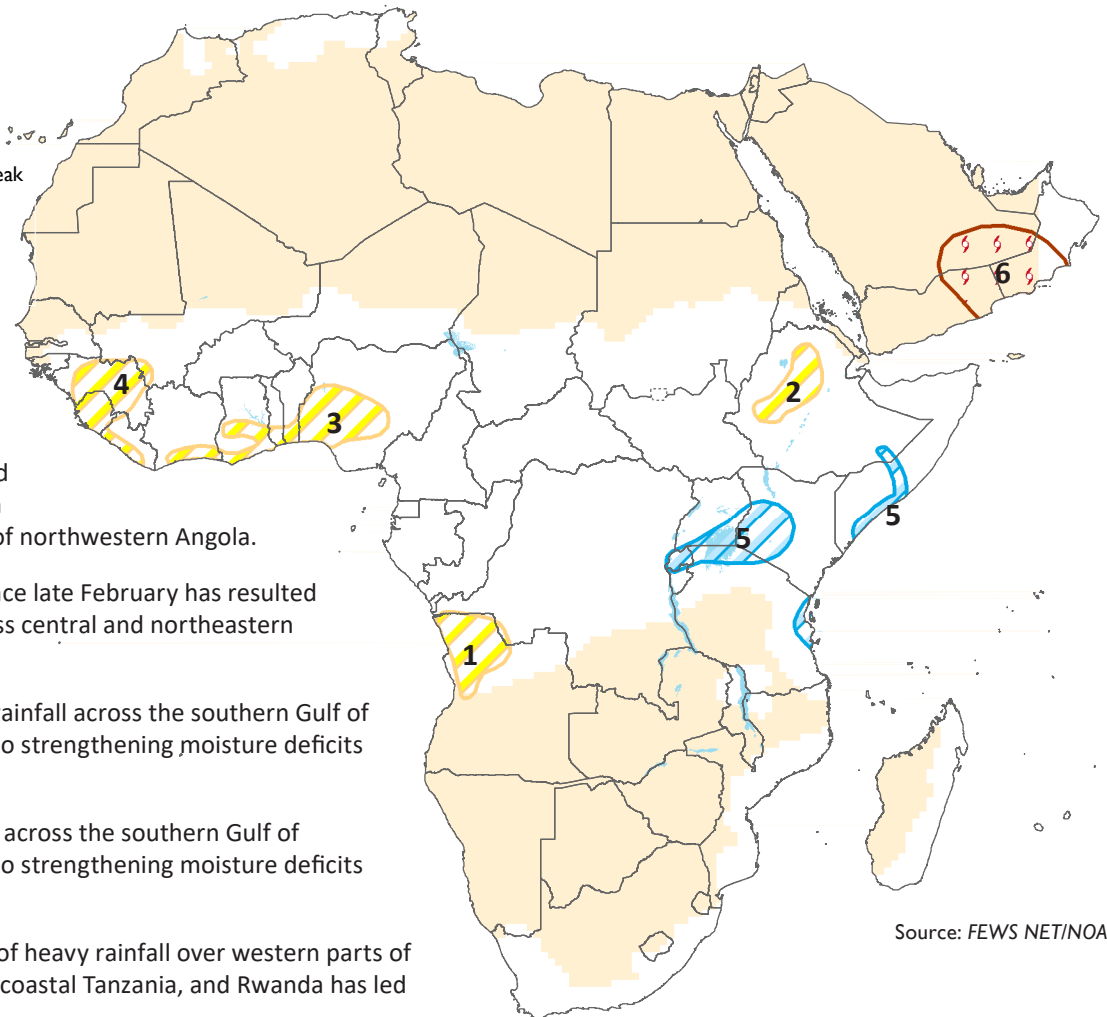 eak
6
2
4
3
5
5
1
d
of northwestern Angola.
nce late February has resulted
ss central and northeastern
rainfall across the southern Gulf of
o strengthening moisture deficits
across the southern Gulf of
o strengthening moisture deficits
of heavy rainfall over western parts of
coastal Tanzania, and Rwanda has led
Source: FEWS NET/NOA